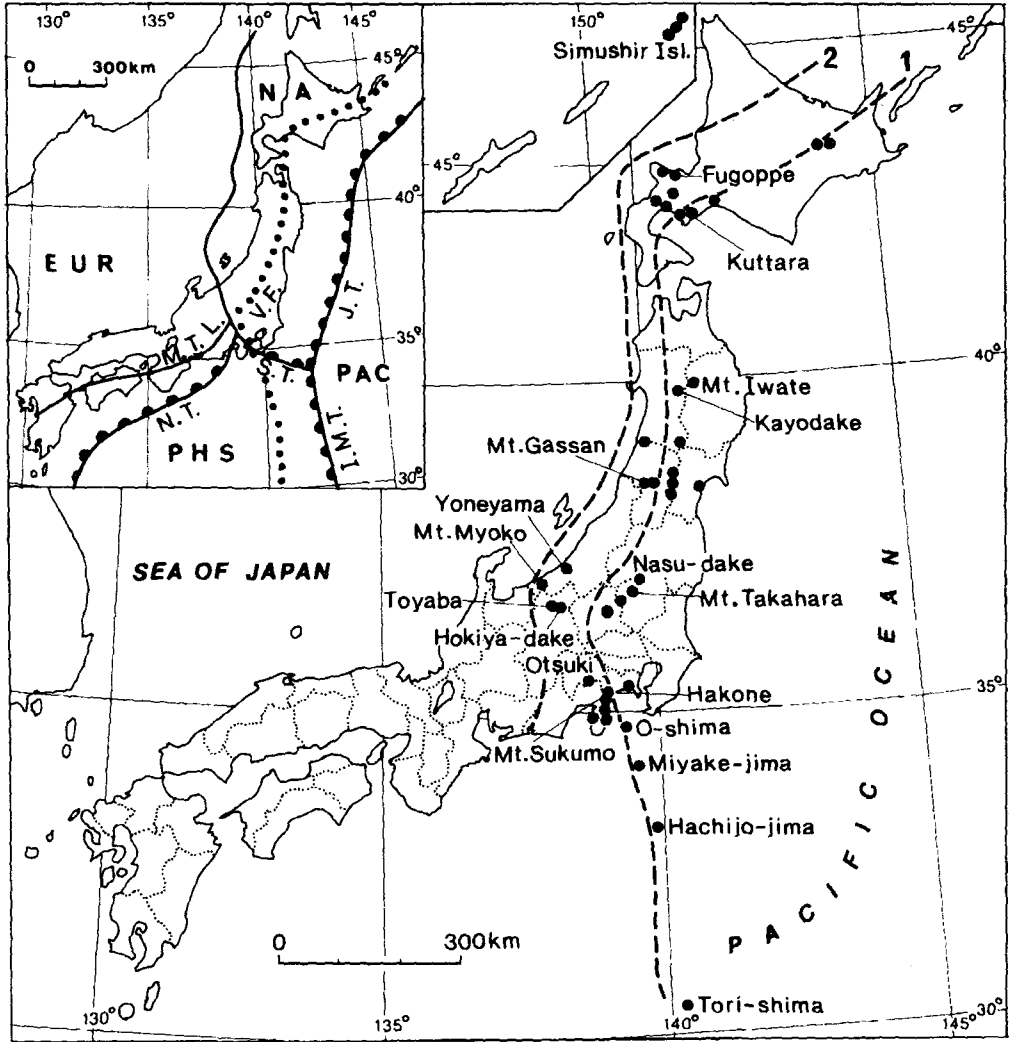 130°
135°
140°
145°
0 300km
45°
N A
40°
EUR
V.F.
J.T.
M.T.L.
35°
S.T.
PAC
N.T.
PHS
I.M.T.
30°
150°
45°
Simushir Isl.
2
1
45°
Fugoppe
Kuttara
40°
Mt.Iwate
Kayodake
Mt.Gassan
Yoneyama
Mt.Myoko
SEA OF JAPAN
Nasu-dake
Toyaba
Mt.Takahara
Hokiya-dake
Otsuki
35°
Hakone
O-shima
Mt.Sukumo
Miyake-jima
Hachijo-jima
PACIFIC OCEAN
0 300km
Tori-shima
30°
130°
135°
140°
145°